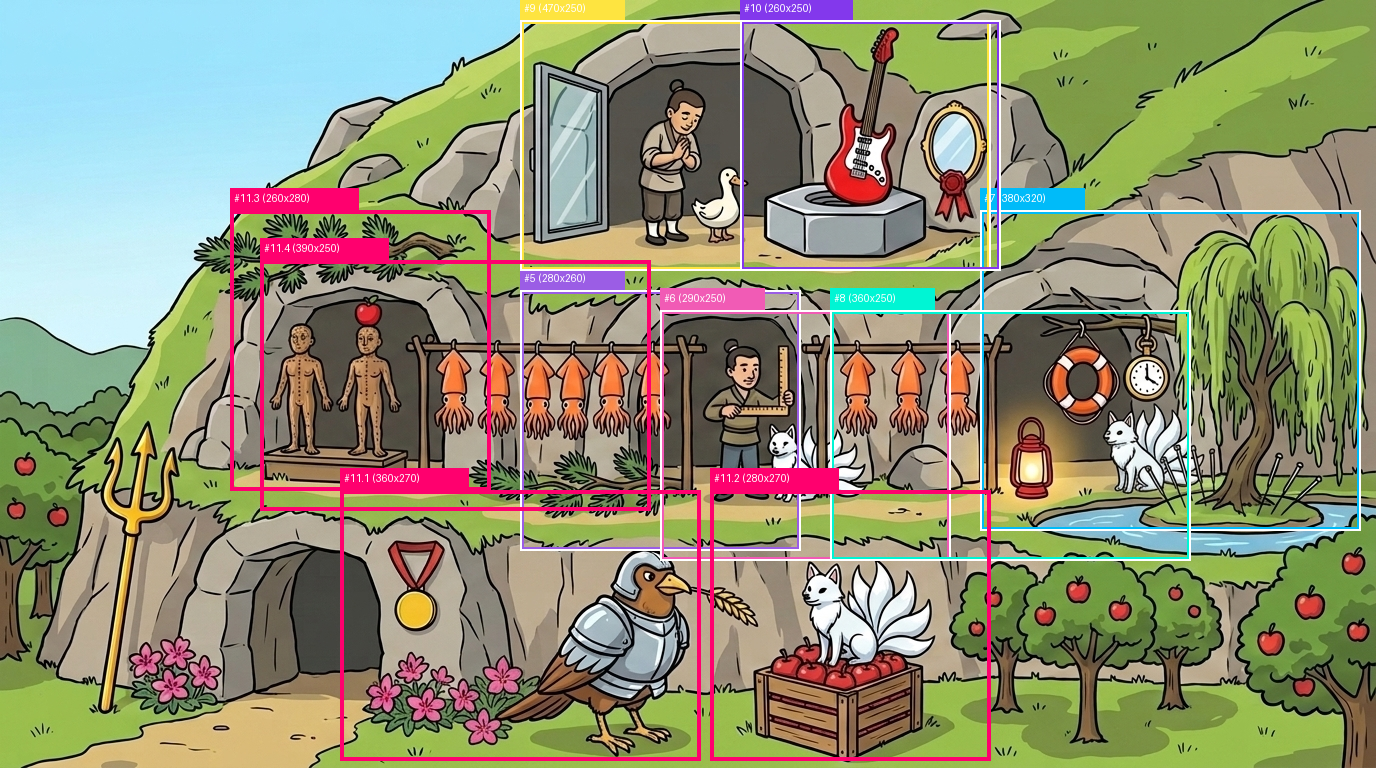 #9 (470x250)
#10 (260x250)
#11.3 (260x280)
#7 (380x320)
#11.4 (390x250)
#5 (280x260)
#6 (290x250)
#8 (360x250)
#11.1 (360x270)
#11.2 (280x270)